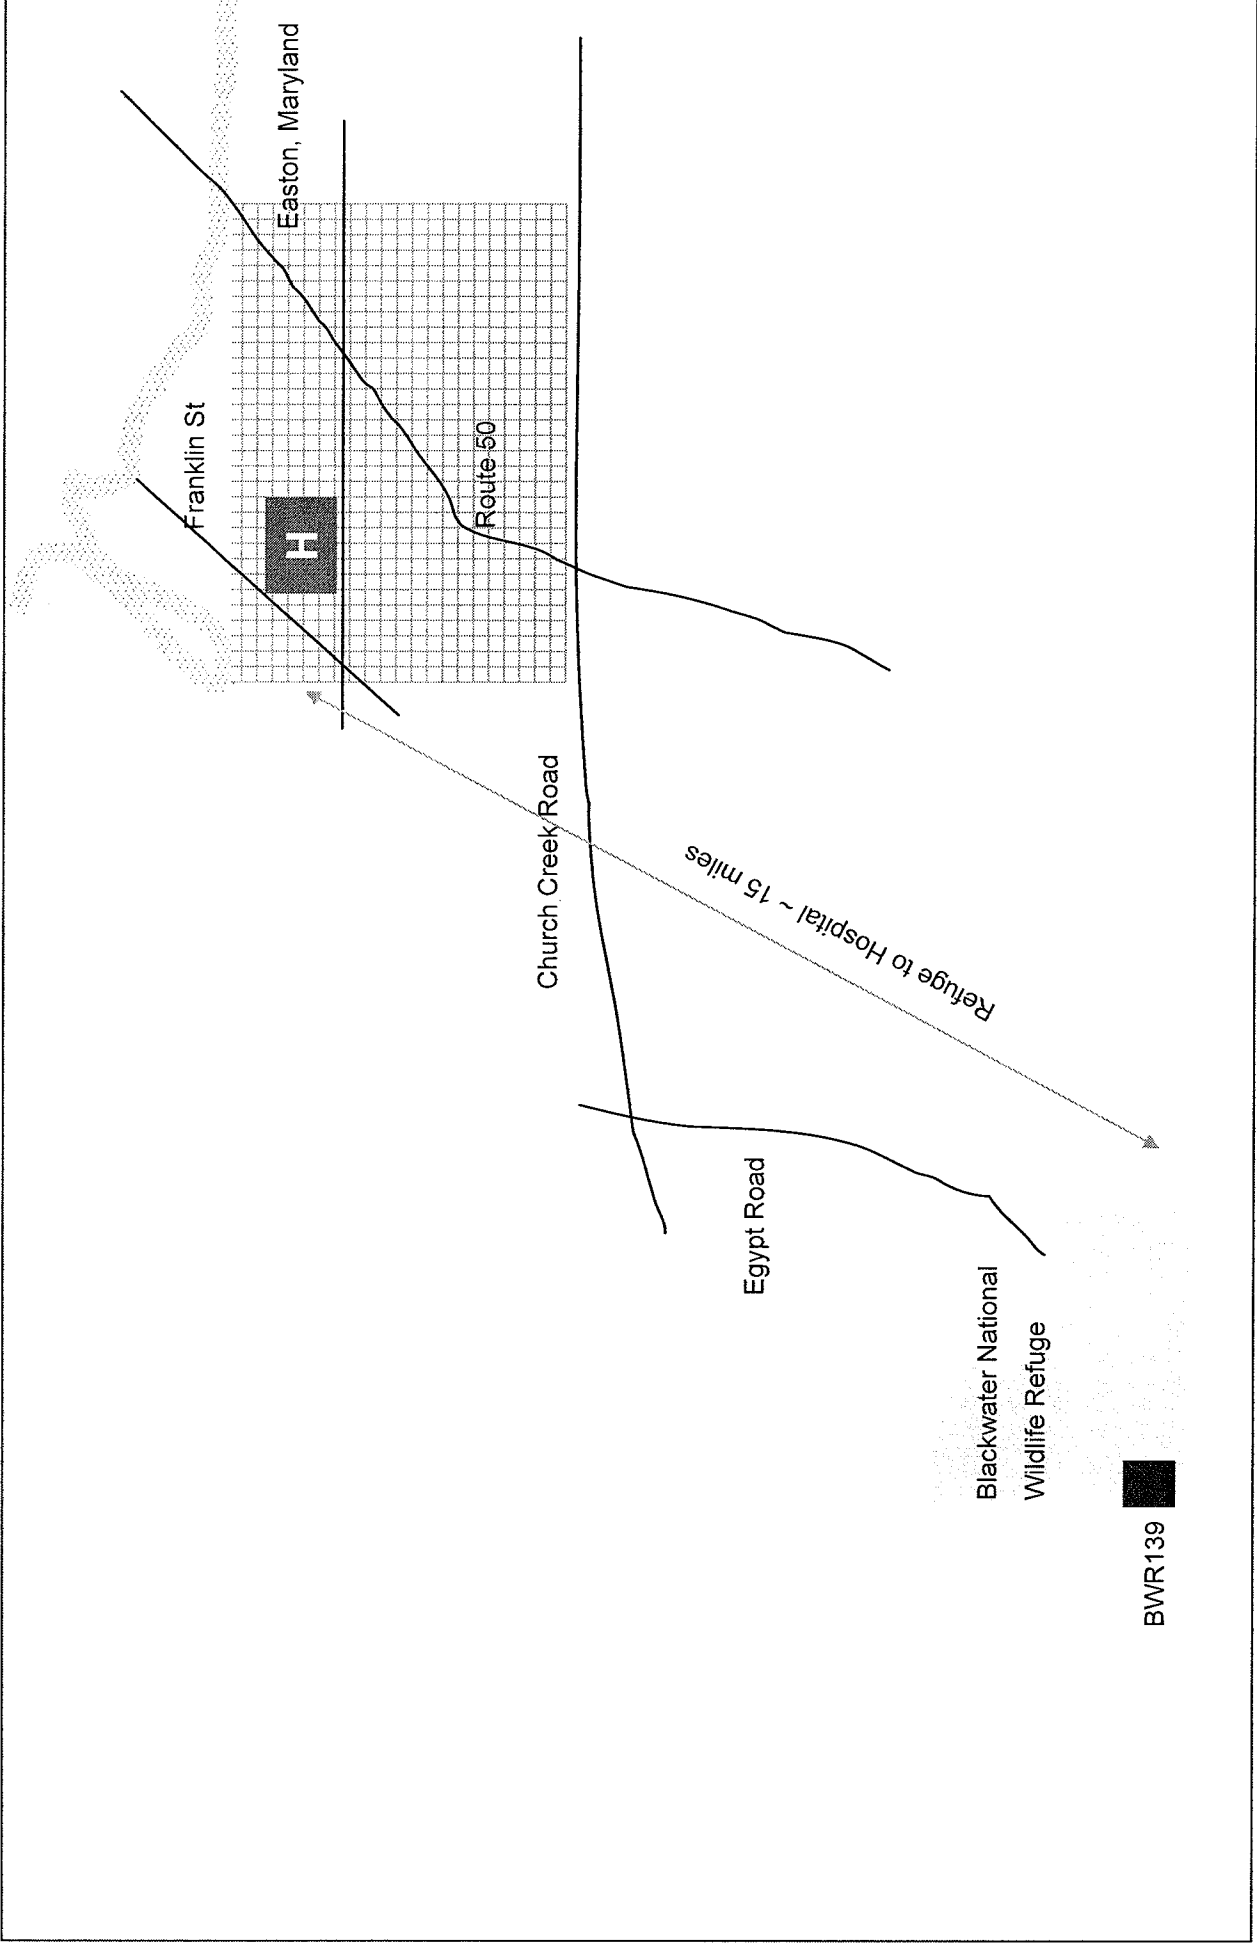 Easton, Maryland
Franklin St
H
Route 50
Church Creek Road
Refuge to Hospital ~ 15 miles
Egypt Road
Blackwater National
Wildlife Refuge
BWR139